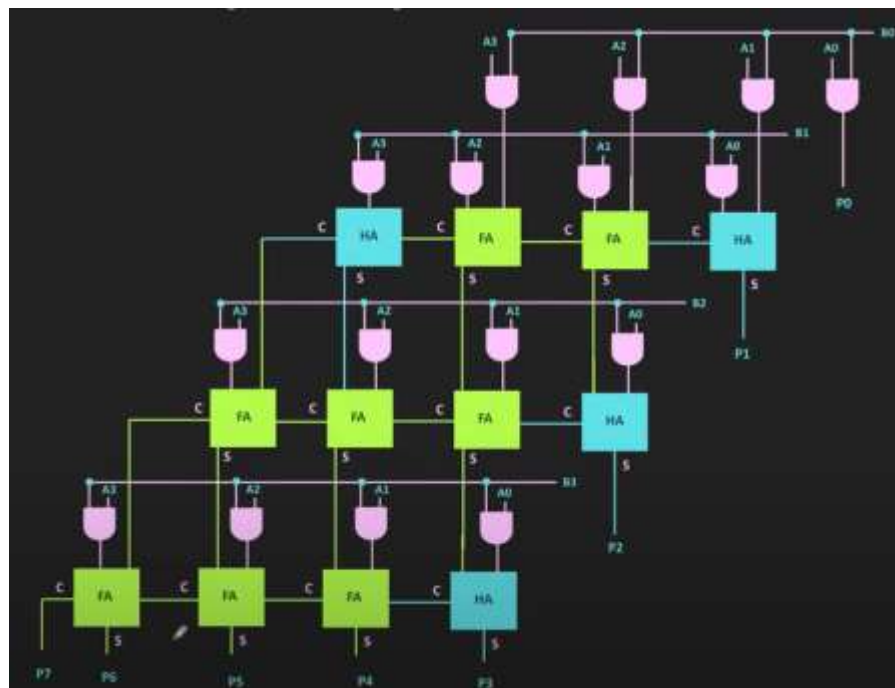 B0
A3 A2 A1 A0
B1
A3 A2 A1 A0
P0
C HA C FA C FA C HA
S S S S
B2
A3 A2 A1 A0
P1
C FA C FA C FA C HA
S S S S
B3
A3 A2 A1 A0
P2
C FA C FA C FA C HA
S S S S
P7 P6 P5 P4 P3